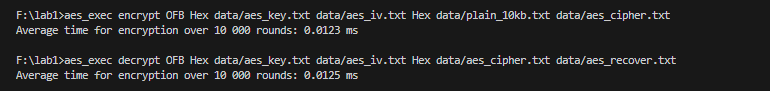 F:\lab1>aes_exec encrypt OFB Hex data/aes_key.txt data/aes_iv.txt Hex data/plain_10kb.txt data/aes_cipher.txt
Average time for encryption over 10 000 rounds: 0.0123 ms
F:\lab1>aes_exec decrypt OFB Hex data/aes_key.txt data/aes_iv.txt Hex data/aes_cipher.txt data/aes_recover.txt
Average time for encryption over 10 000 rounds: 0.0125 ms